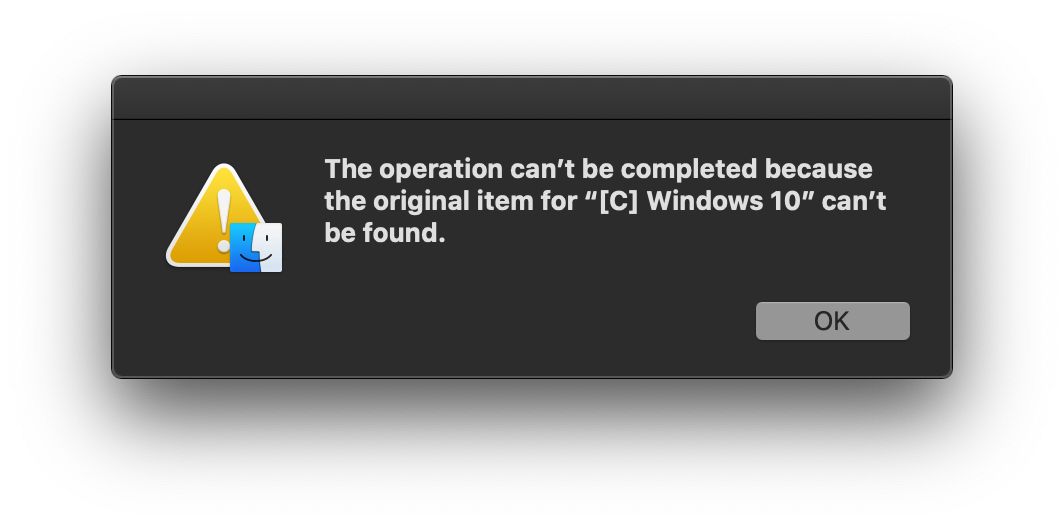 The operation can’t be completed because
the original item for “[C] Windows 10” can’t
be found.
OK